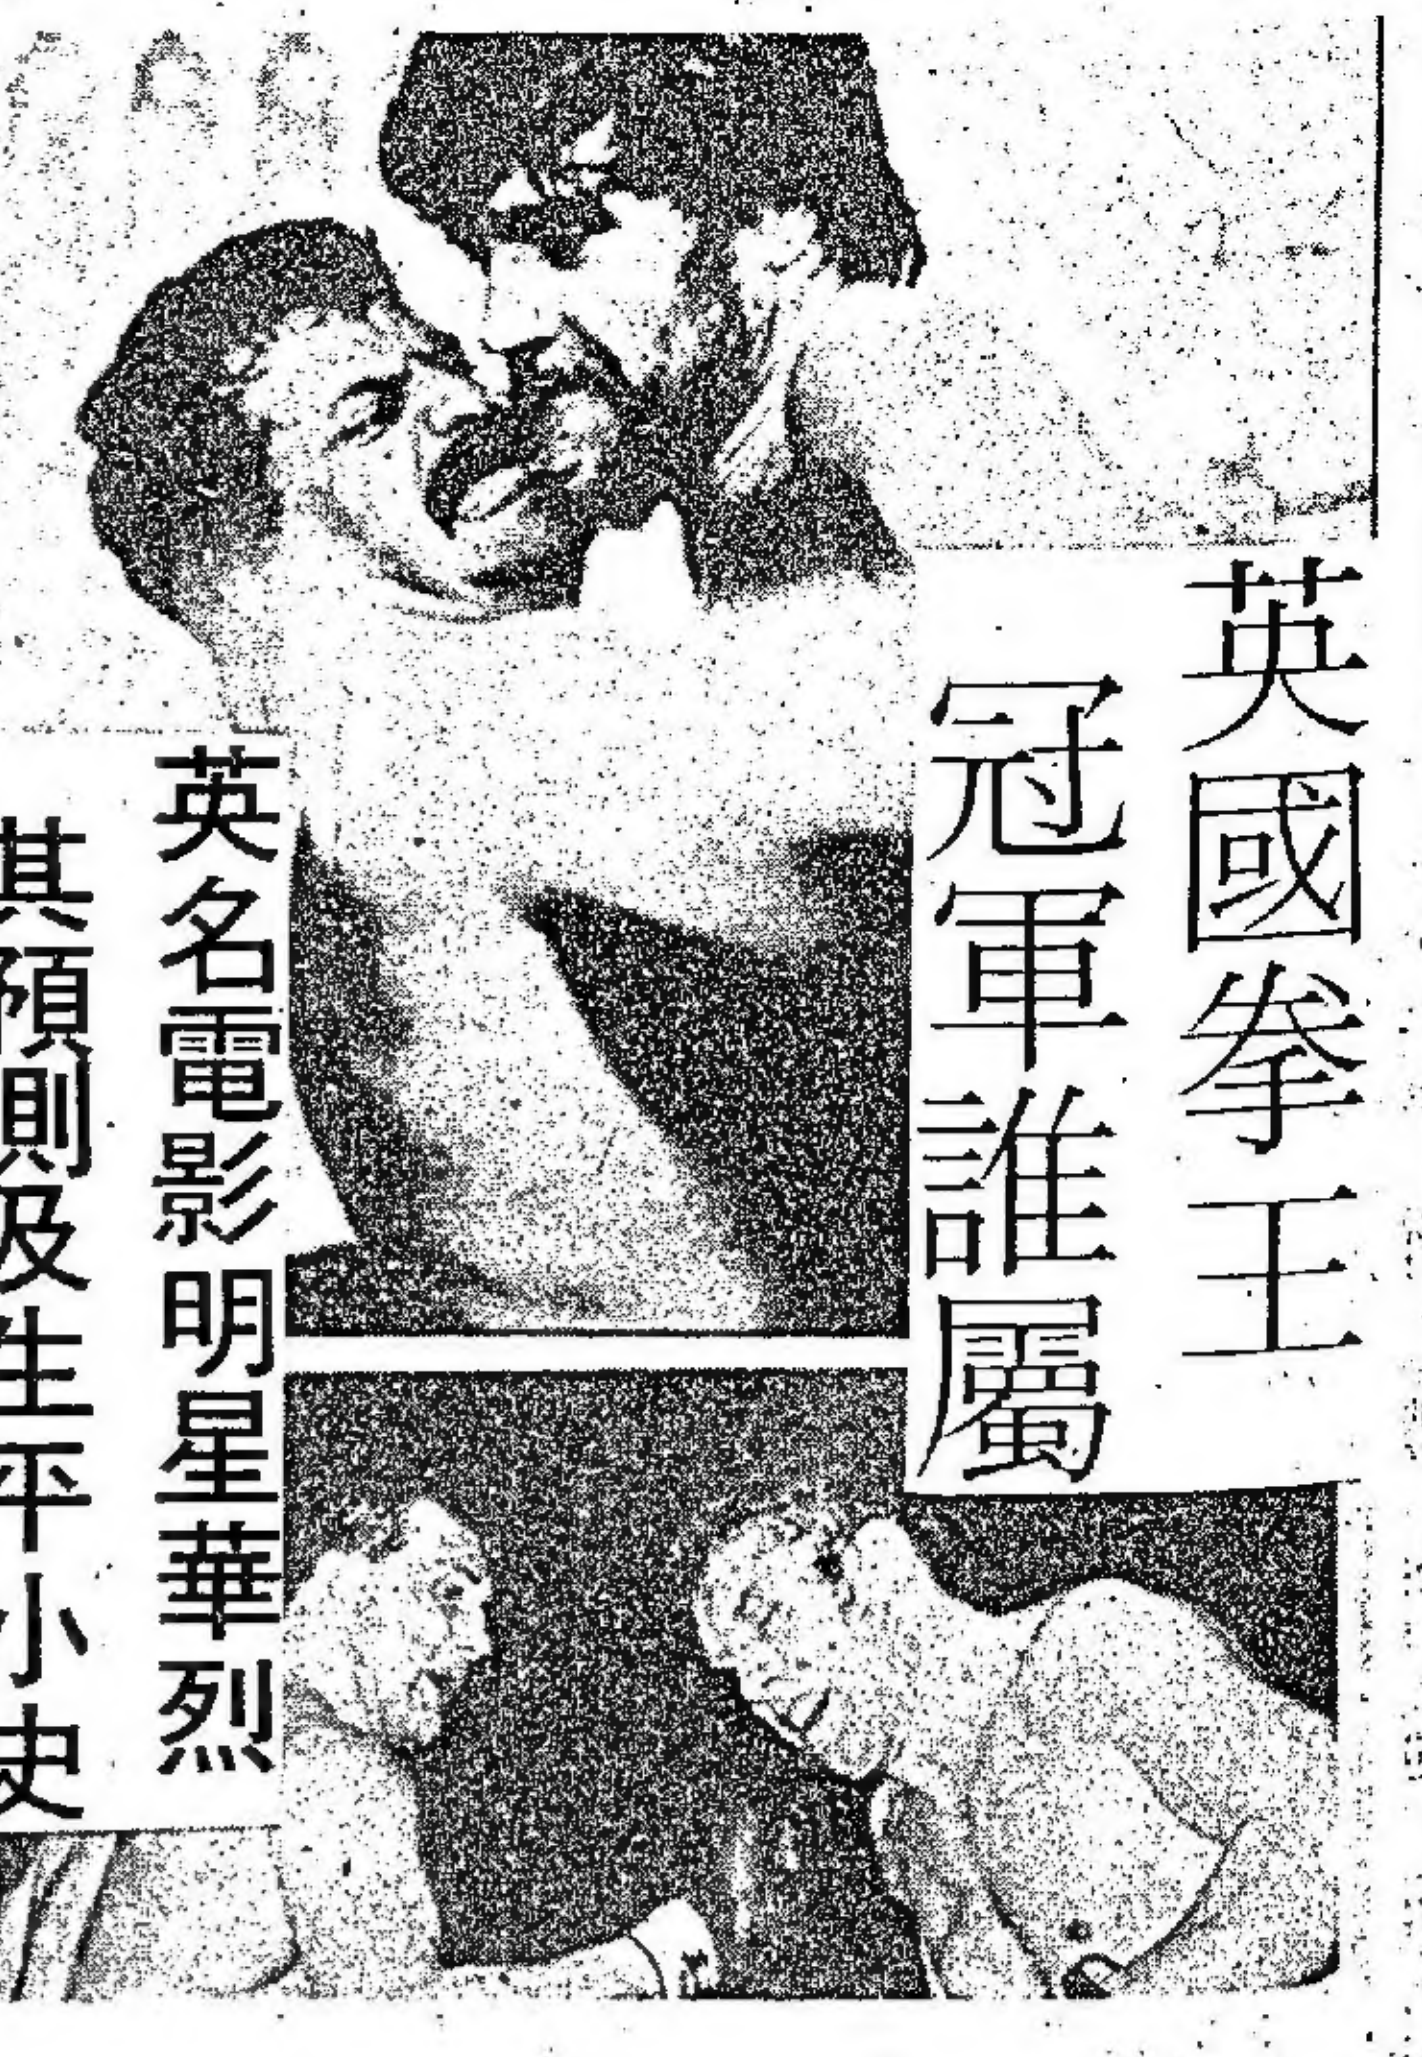 英國拳王
冠軍誰屬
英名電影明星華烈
其預測及生平小史